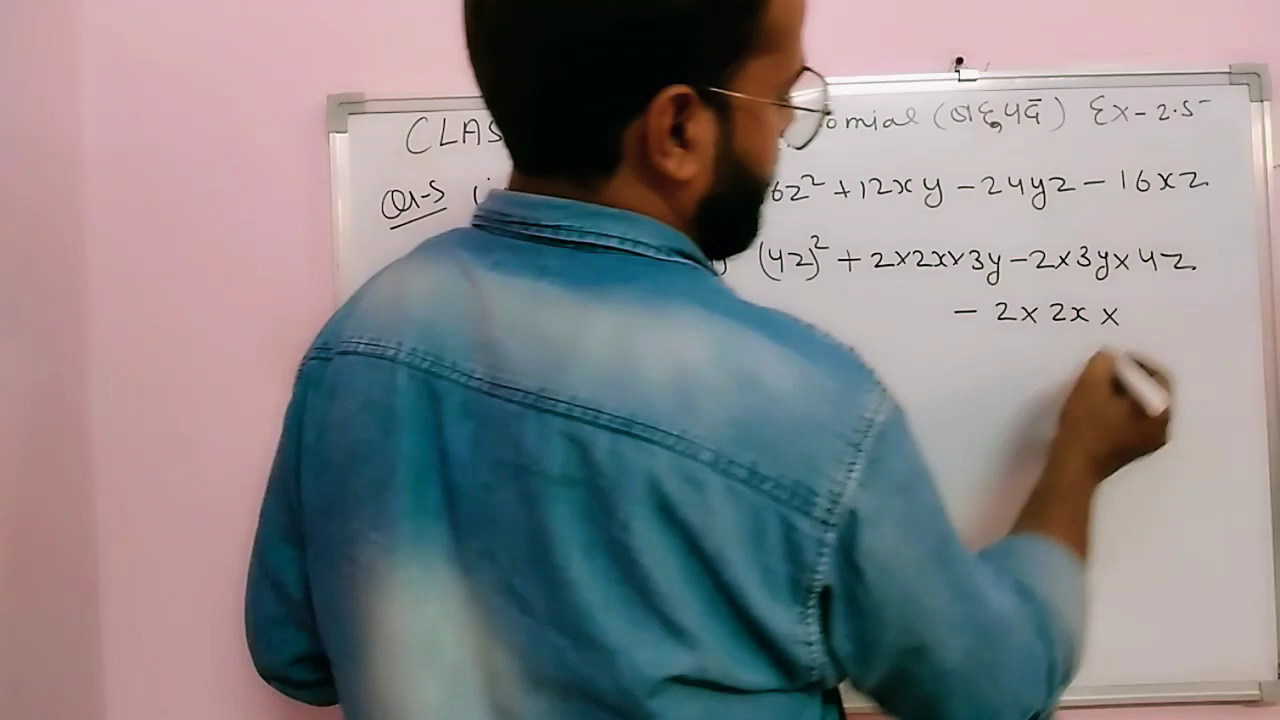 CLAS omial (बहुपद) Ex-2.5
Qn-5 i 6z² +12xy -24yz -16xz
) (4z)² + 2×2x×3y-2×3y×4z
- 2× 2x ×